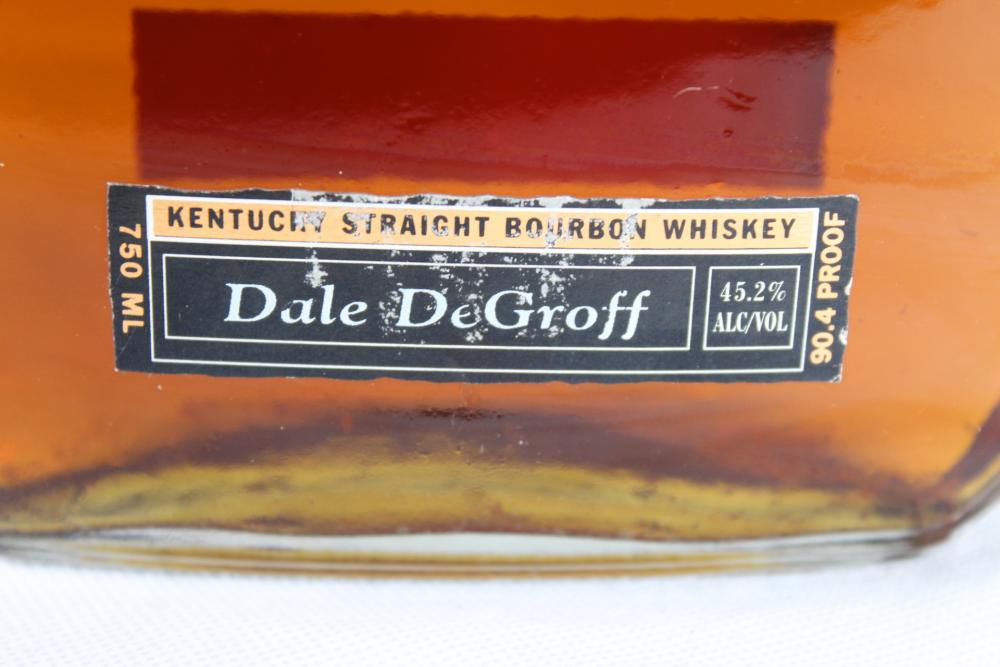 KENTUCKY STRAIGHT BOURBON WHISKEY
750 ML
Dale DeGroff
45.2%
ALC/VOL
90.4 PROOF